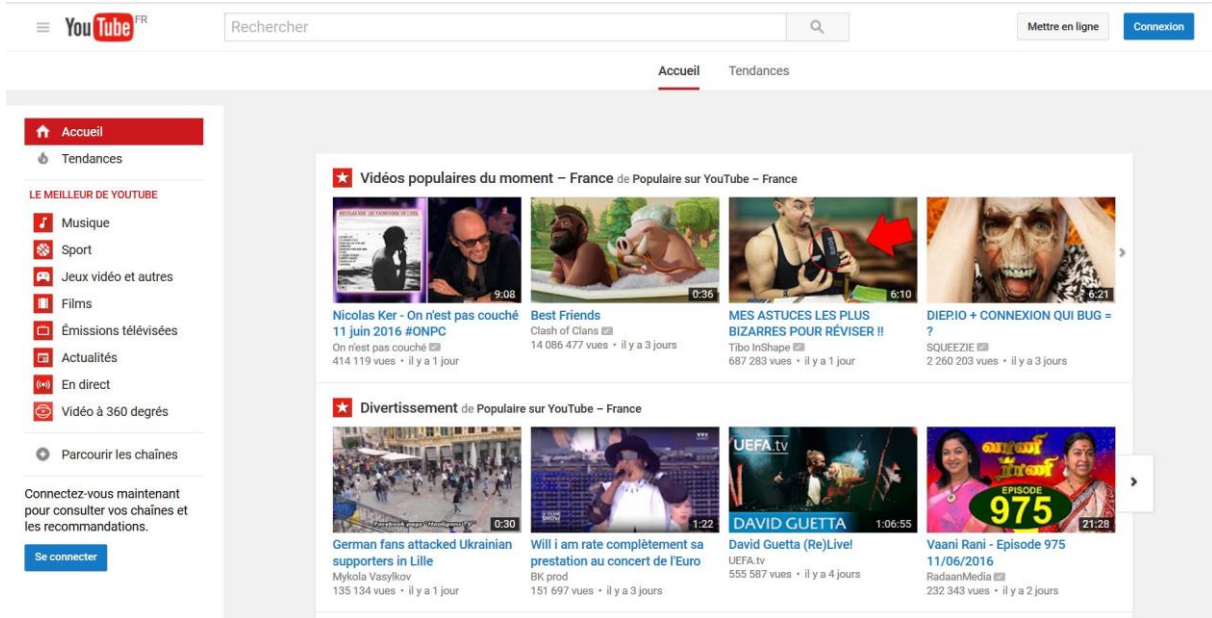 YouTube FR
Rechercher
Mettre en ligne
Connexion
Accueil
Tendances
Accueil
Tendances
LE MEILLEUR DE YOUTUBE
Musique
Sport
Jeux vidéo et autres
Films
Émissions télévisées
Actualités
En direct
Vidéo à 360 degrés
Parcourir les chaînes
Connectez-vous maintenant
pour consulter vos chaînes et
les recommandations.
Se connecter
Vidéos populaires du moment – France de Populaire sur YouTube – France
9:08
Nicolas Ker - On n'est pas couché
11 juin 2016 #ONPC
On n'est pas couché
414 119 vues • il y a 1 jour
0:36
Best Friends
Clash of Clans
14 086 477 vues • il y a 3 jours
6:10
MES ASTUCES LES PLUS
BIZARRES POUR RÉVISER !!
Tibo InShape
687 283 vues • il y a 1 jour
6:21
DIEP.IO + CONNEXION QUI BUG =
?
SQUEEZIE
2 260 203 vues • il y a 3 jours
Divertissement de Populaire sur YouTube – France
Facebook page "Hooligans TV"
0:30
German fans attacked Ukrainian
supporters in Lille
Mykola Vasylkov
135 134 vues • il y a 1 jour
1:22
Will i am rate complètement sa
prestation au concert de l'Euro
BK prod
151 697 vues • il y a 3 jours
UEFA.tv
DAVID GUETTA
1:06:55
David Guetta (Re)Live!
UEFA.tv
555 587 vues • il y a 4 jours
வாணி
ராணி
EPISODE
975
21:28
Vaani Rani - Episode 975
11/06/2016
RadaanMedia
232 343 vues • il y a 2 jours